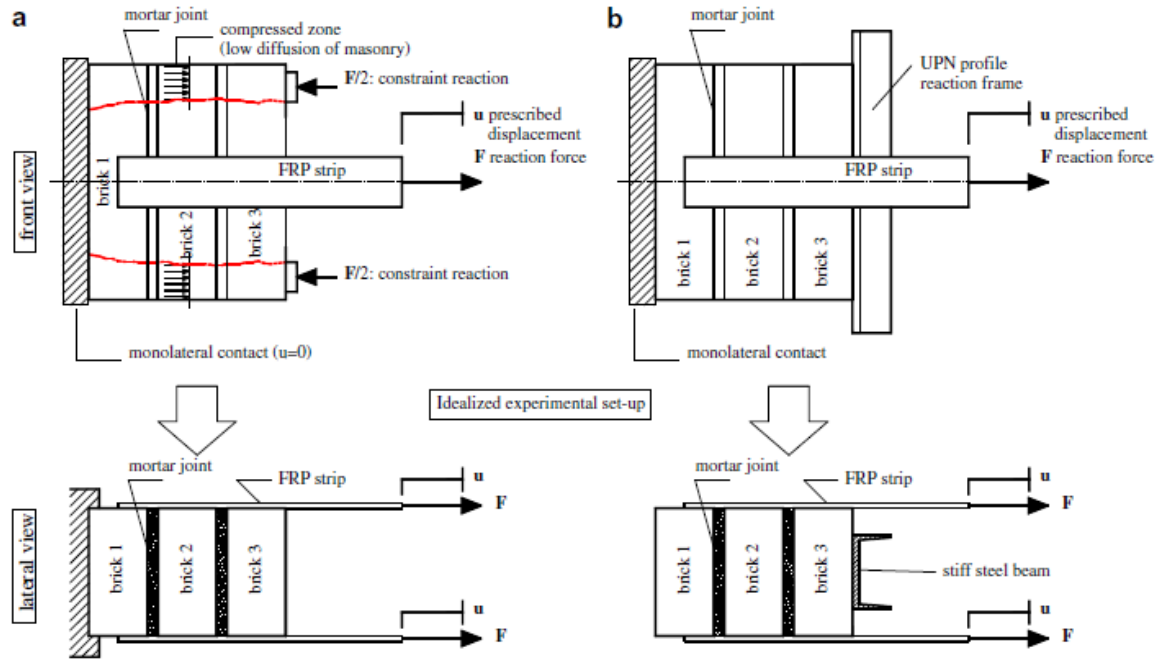 a
mortar joint
compressed zone
(low diffusion of masonry)
F/2: constraint reaction
u prescribed
displacement
F reaction force
FRP strip
brick 1
brick 2
brick 3
F/2: constraint reaction
monolateral contact (u=0)
front view
b
mortar joint
UPN profile
reaction frame
u prescribed
displacement
F reaction force
FRP strip
brick 1
brick 2
brick 3
monolateral contact
Idealized experimental set-up
lateral view
mortar joint
FRP strip
u
F
brick 1
brick 2
brick 3
u
F
mortar joint
FRP strip
u
F
brick 1
brick 2
brick 3
stiff steel beam
u
F